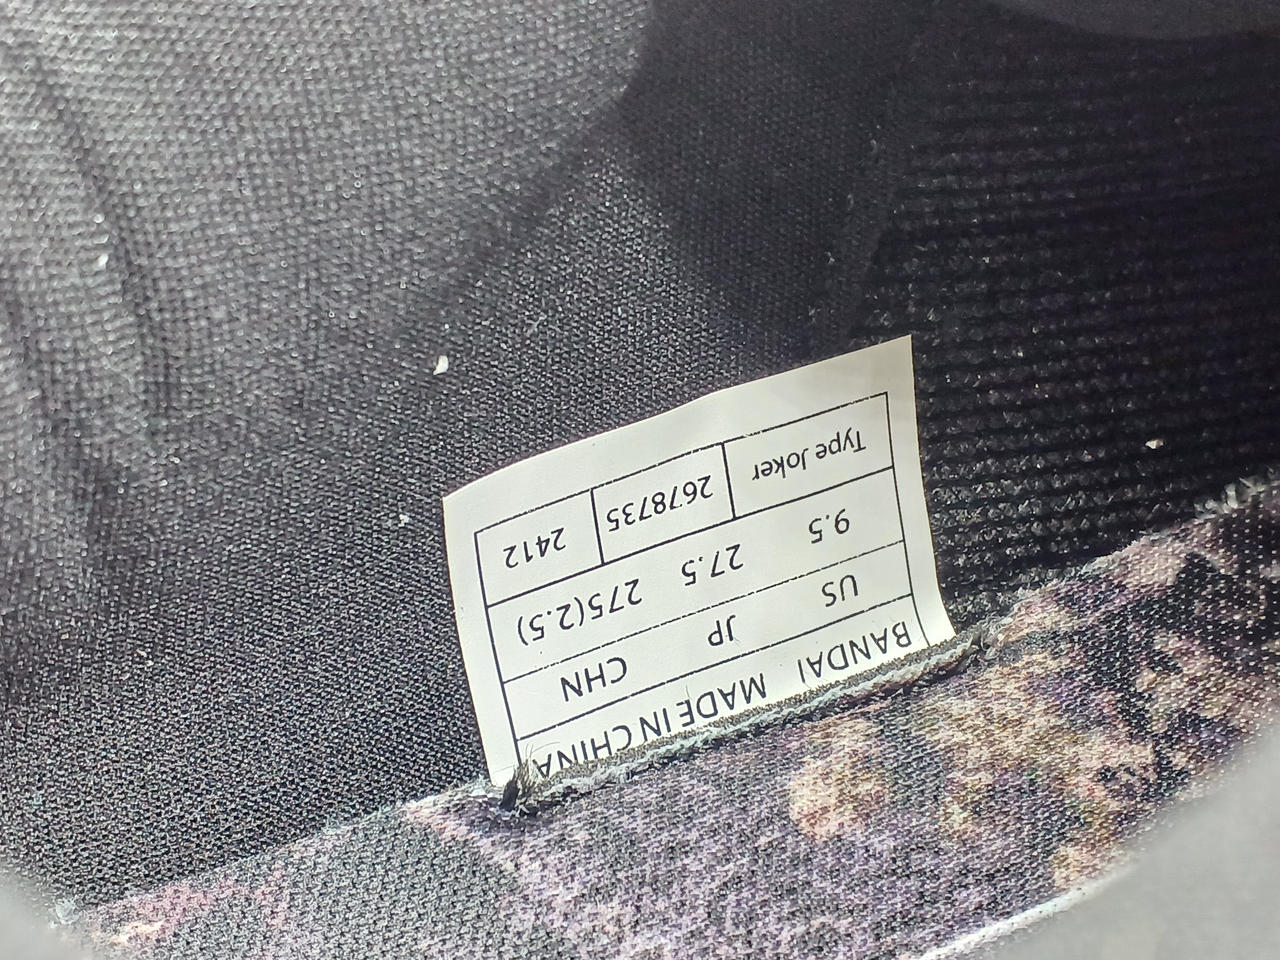 BANDAI MADE IN CHINA
US JP CHN
9.5 27.5 275(2.5)
Type Joker 2678735 2412